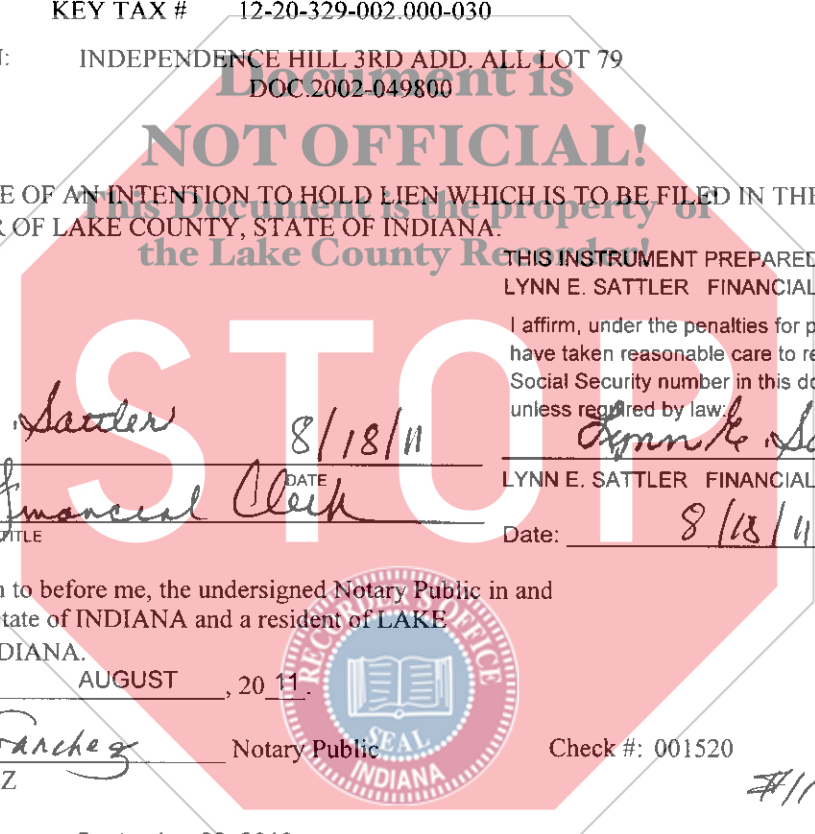 KEY TAX # 12-20-329-002.000-030
N: INDEPENDENCE HILL 3RD ADD. ALL LOT 79
DOC.2002-049800
Document is
NOT OFFICIAL!
This Document is the property of
the Lake County Recorder!
STOP
E OF AN INTENTION TO HOLD LIEN WHICH IS TO BE FILED IN THE
R OF LAKE COUNTY, STATE OF INDIANA.
THIS INSTRUMENT PREPARED
LYNN E. SATTLER FINANCIAL
I affirm, under the penalties for p
have taken reasonable care to re
Social Security number in this do
unless required by law.
Sattler 8/18/11
DATE
Financial Clerk
TITLE
Lynn E. Sa
LYNN E. SATTLER FINANCIAL
Date: 8/18/11
n to before me, the undersigned Notary Public in and
tate of INDIANA and a resident of LAKE
DIANA.
AUGUST, 20 11.
Sanchez Notary Public
Z
Check #: 001520
#11
RECORDER'S OFFICE
SEAL
INDIANA